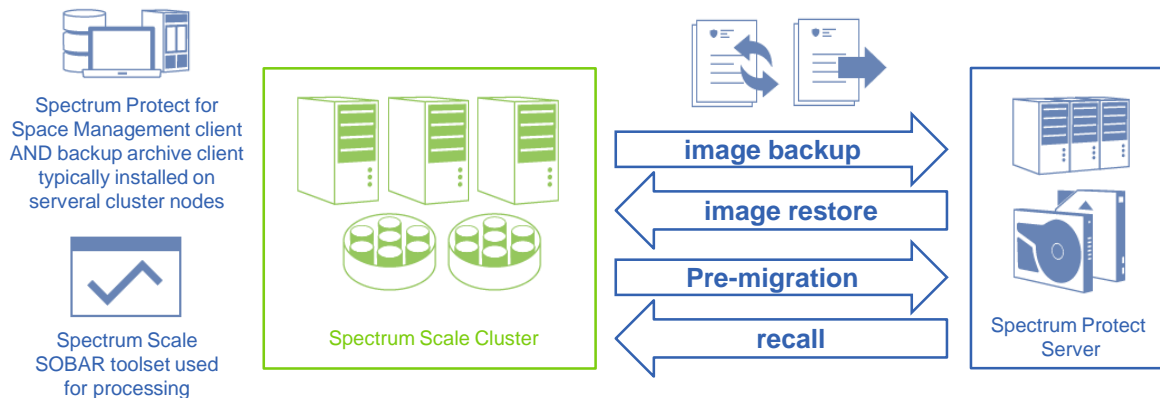 Spectrum Protect for
Space Management client
AND backup archive client
typically installed on
serveral cluster nodes
Spectrum Scale
SOBAR toolset used
for processing
Spectrum Scale Cluster
image backup
image restore
Pre-migration
recall
Spectrum Protect
Server